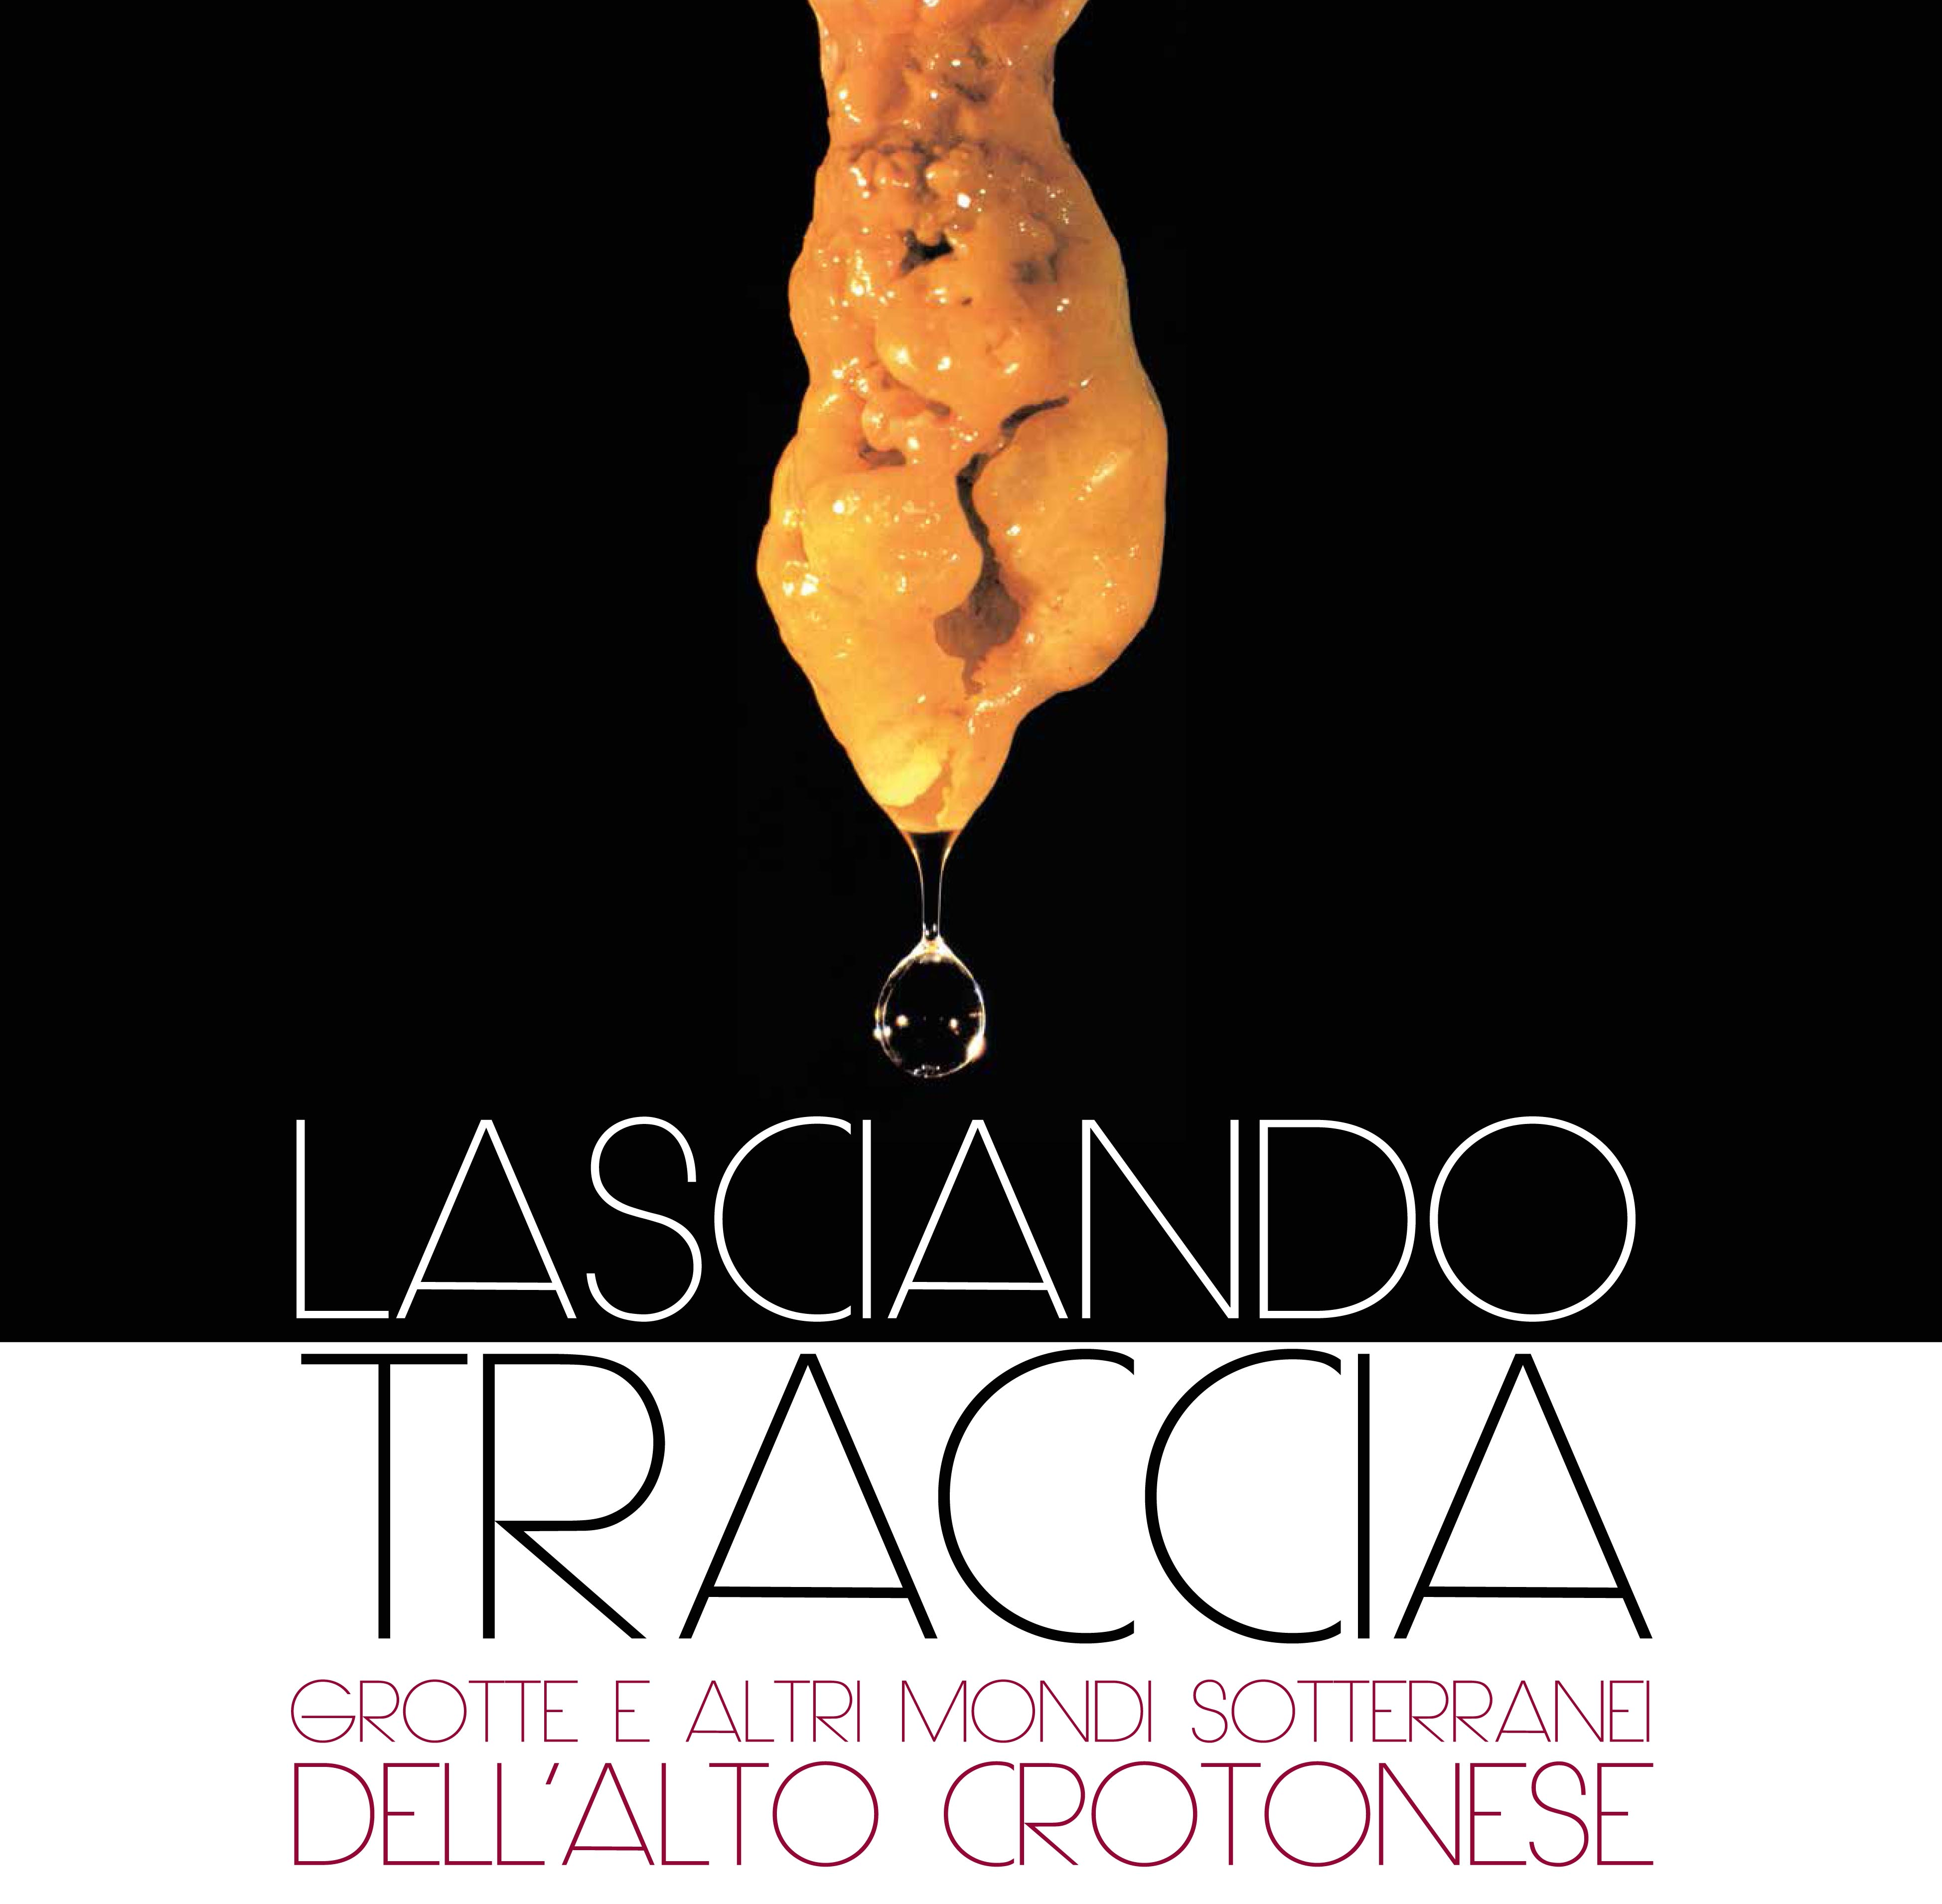 LASCIANDO
TRACCIA
GROTTE E ALTRI MONDI SOTTERRANEI
DELL'ALTO CROTONESE